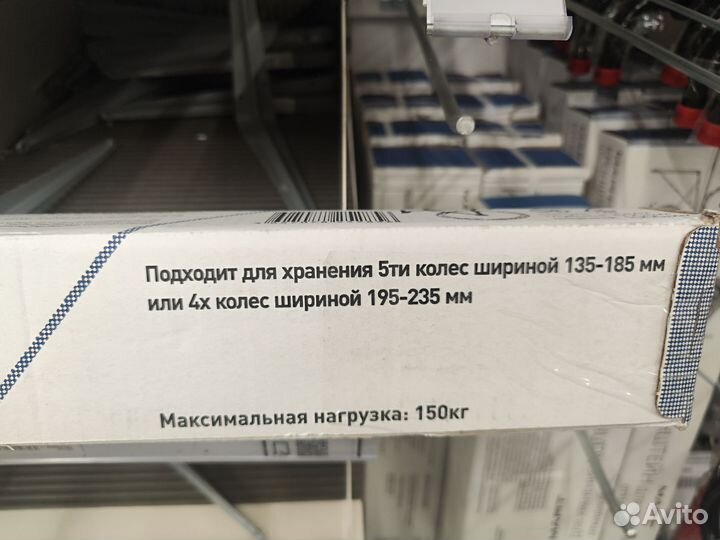 Подходит для хранения 5ти колес шириной 135-185 мм
или 4х колес шириной 195-235 мм
Максимальная нагрузка: 150кг
Avito